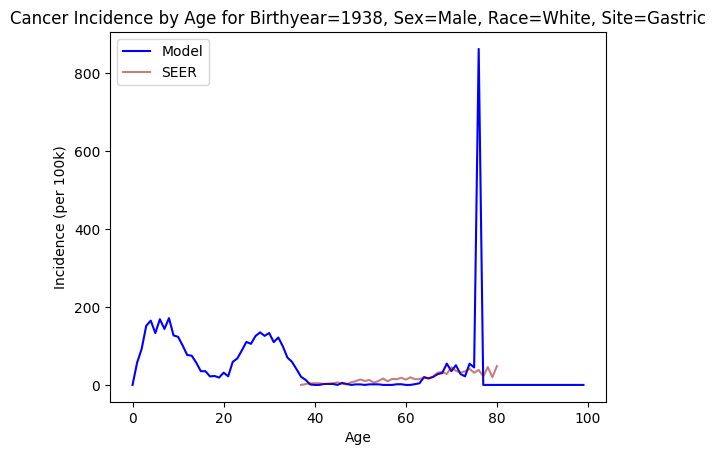 Cancer Incidence by Age for Birthyear=1938, Sex=Male, Race=White, Site=Gastric
Model
SEER
800
600
400
200
0
Incidence (per 100k)
0 20 40 60 80 100
Age